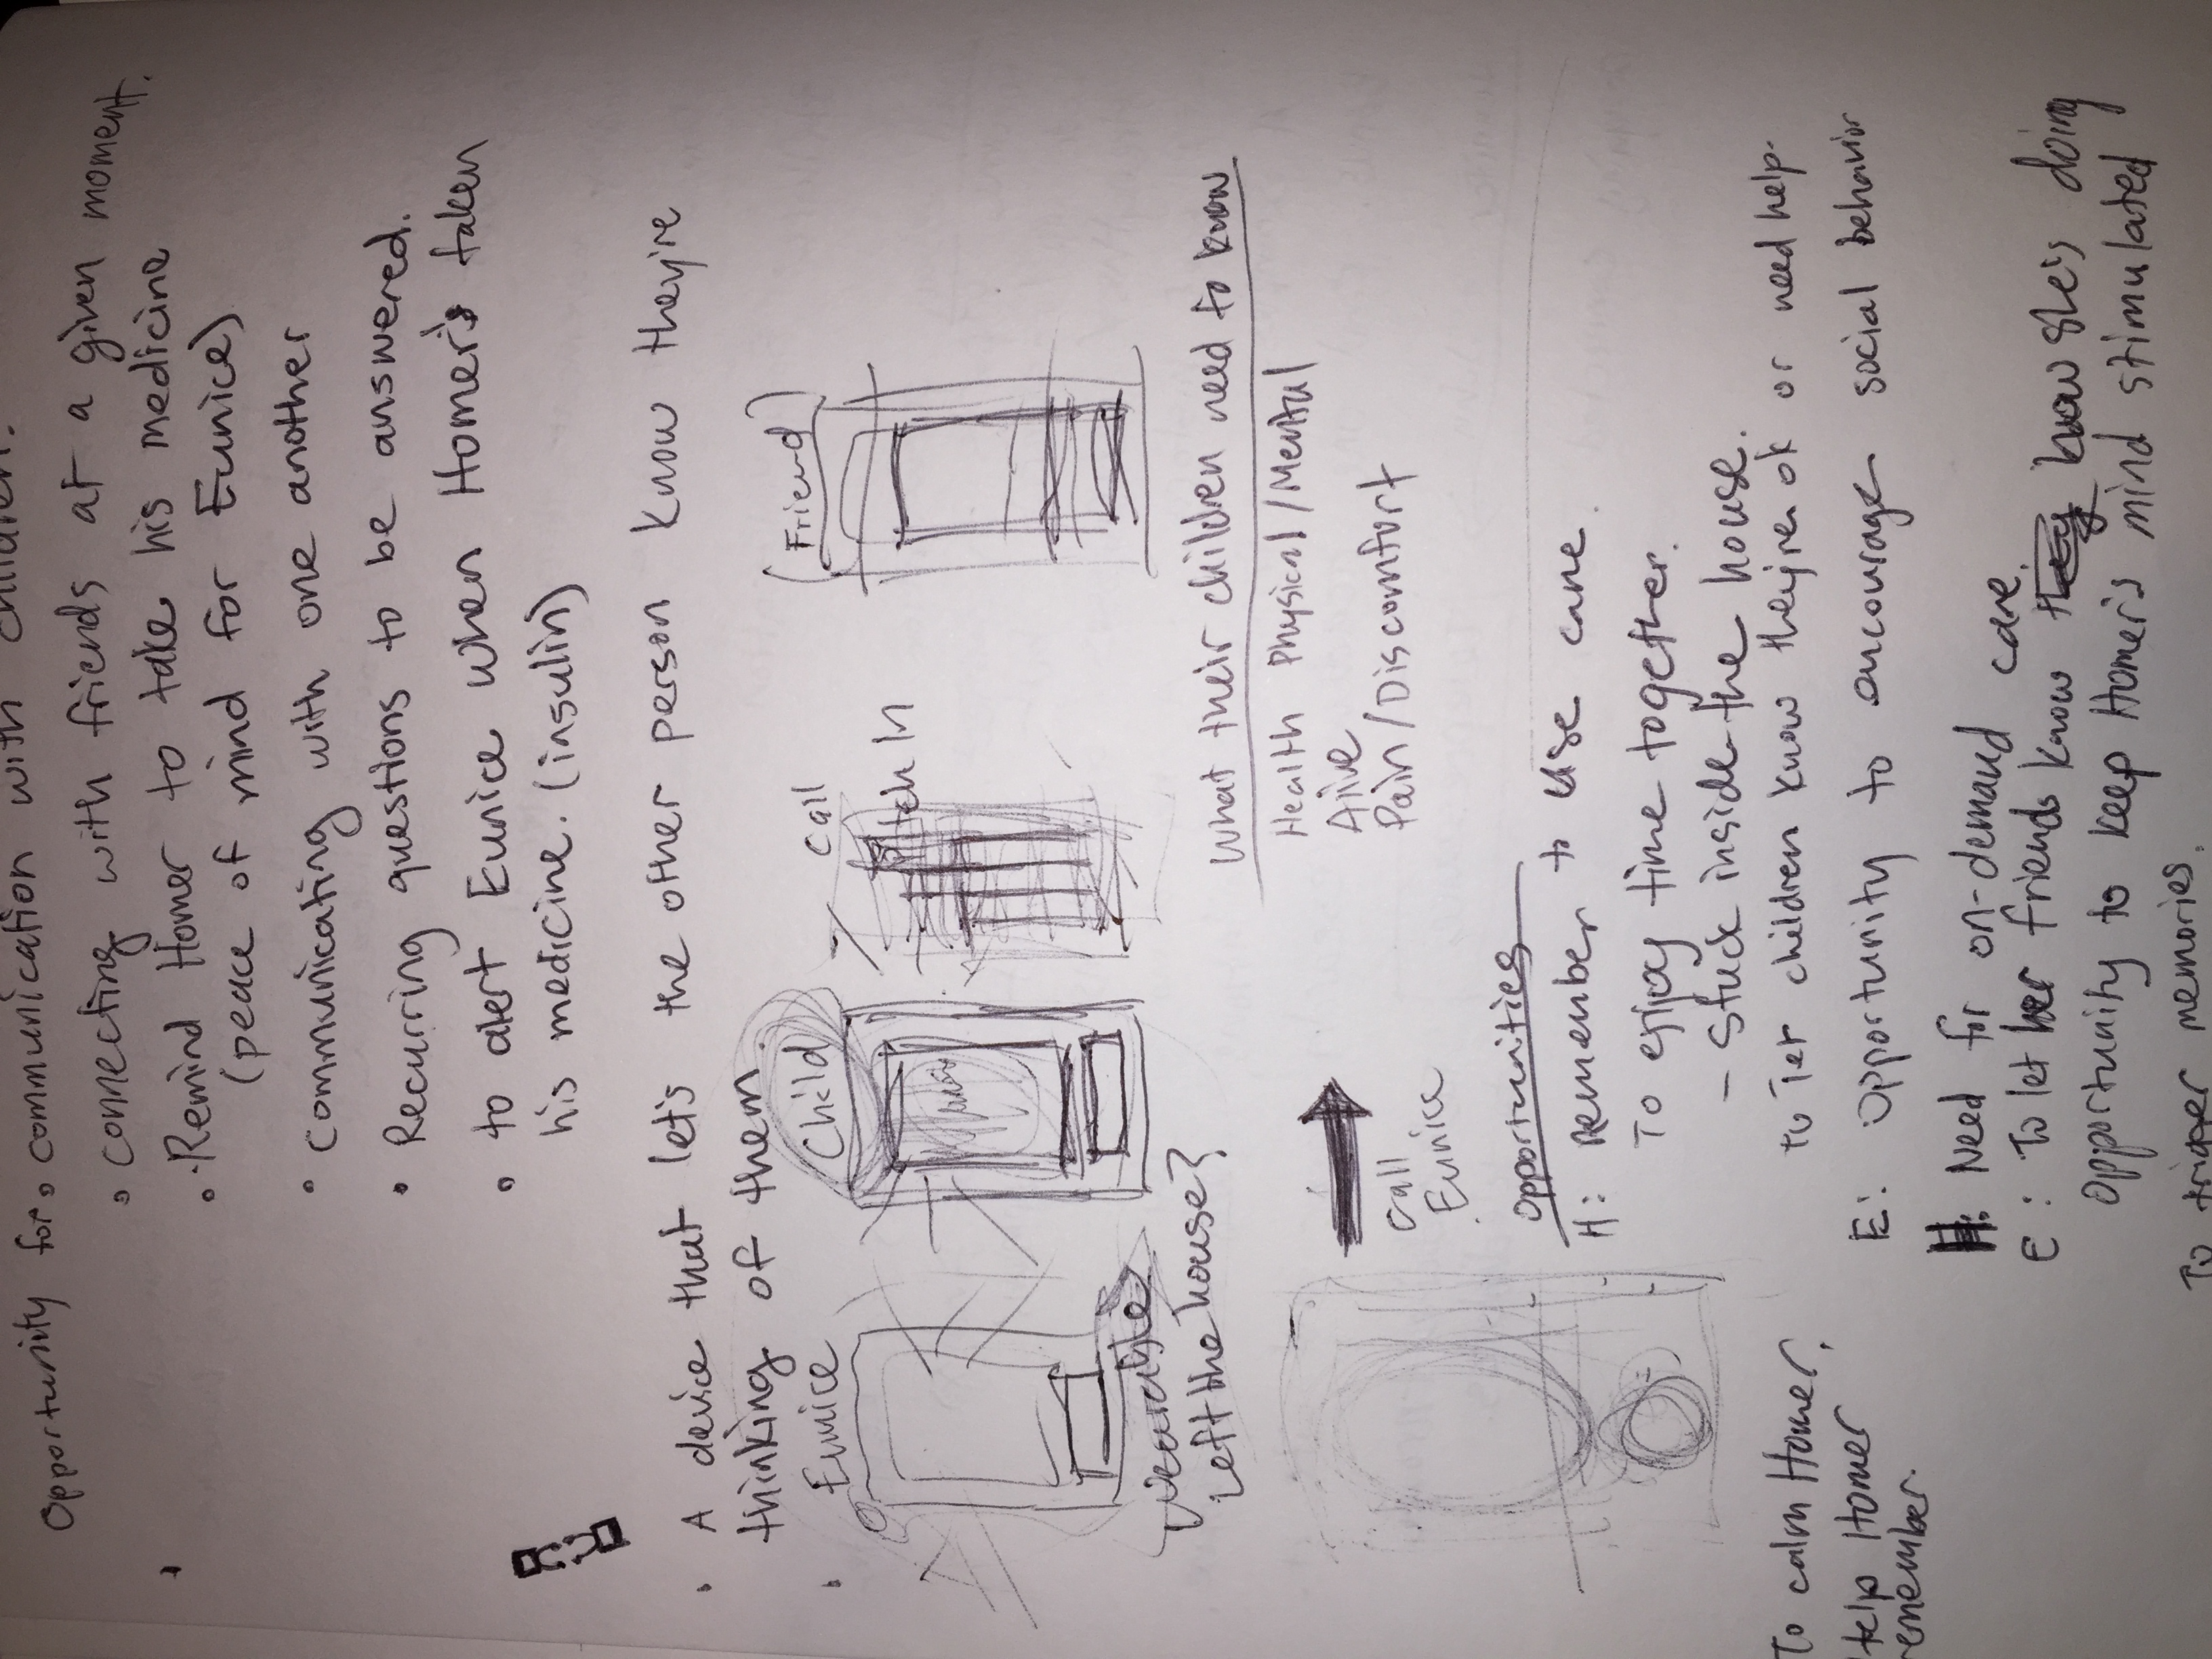 Opportunity for • communication with children.
• connecting with friends at a given moment.
• Remind Homer to take his medicine
(peace of mind for Eunice)
• communicating with one another
• Recurring questions to be answered.
• to alert Eunice when Homer's taken
his medicine. (insulin)
• A device that let's the other person know they're
thinking of them.
Eunice
Child
Call
Pitch In
(Friend)
Wearable
Left the house?
What their children need to know
Health Physical/Mental
Alive
Pain/Discomfort
Call
Eunice
Opportunities
H: Remember to use cane.
To enjoy time together.
- Stuck inside the house.
to let children know they're ok or need help.
To calm Homer.
Help Homer
remember.
E: Opportunity to encourage social behavior
H: Need for on-demand care.
E: To let her friends know they know she's doing
Opportunity to keep Homer's mind stimulated
To trigger memories.